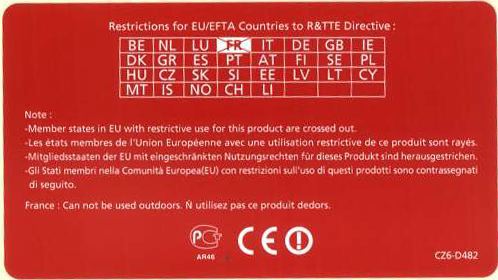 Restrictions for EU/EFTA Countries to R&TTE Directive :
BE NL LU FR IT DE GB IE
DK GR ES PT AT FI SE PL
HU CZ SK SI EE LV LT CY
MT IS NO CH LI
Note :
-Member states in EU with restrictive use for this product are crossed out.
-Les états membres de l'Union Européenne avec une utilisation restrictive de ce produit sont rayés.
-Mitgliedsstaaten der EU mit eingeschränkten Nutzungsrechten für dieses Produkt sind herausgestrichen.
-Gli Stati membri nella Comunità Europea(EU) con restrizioni sull'uso di questi prodotti sono contrassegnati
di seguito.
France : Can not be used outdoors. Ń utilisez pas ce produit dedors.
PCT CE
AR46
CZ6-D482